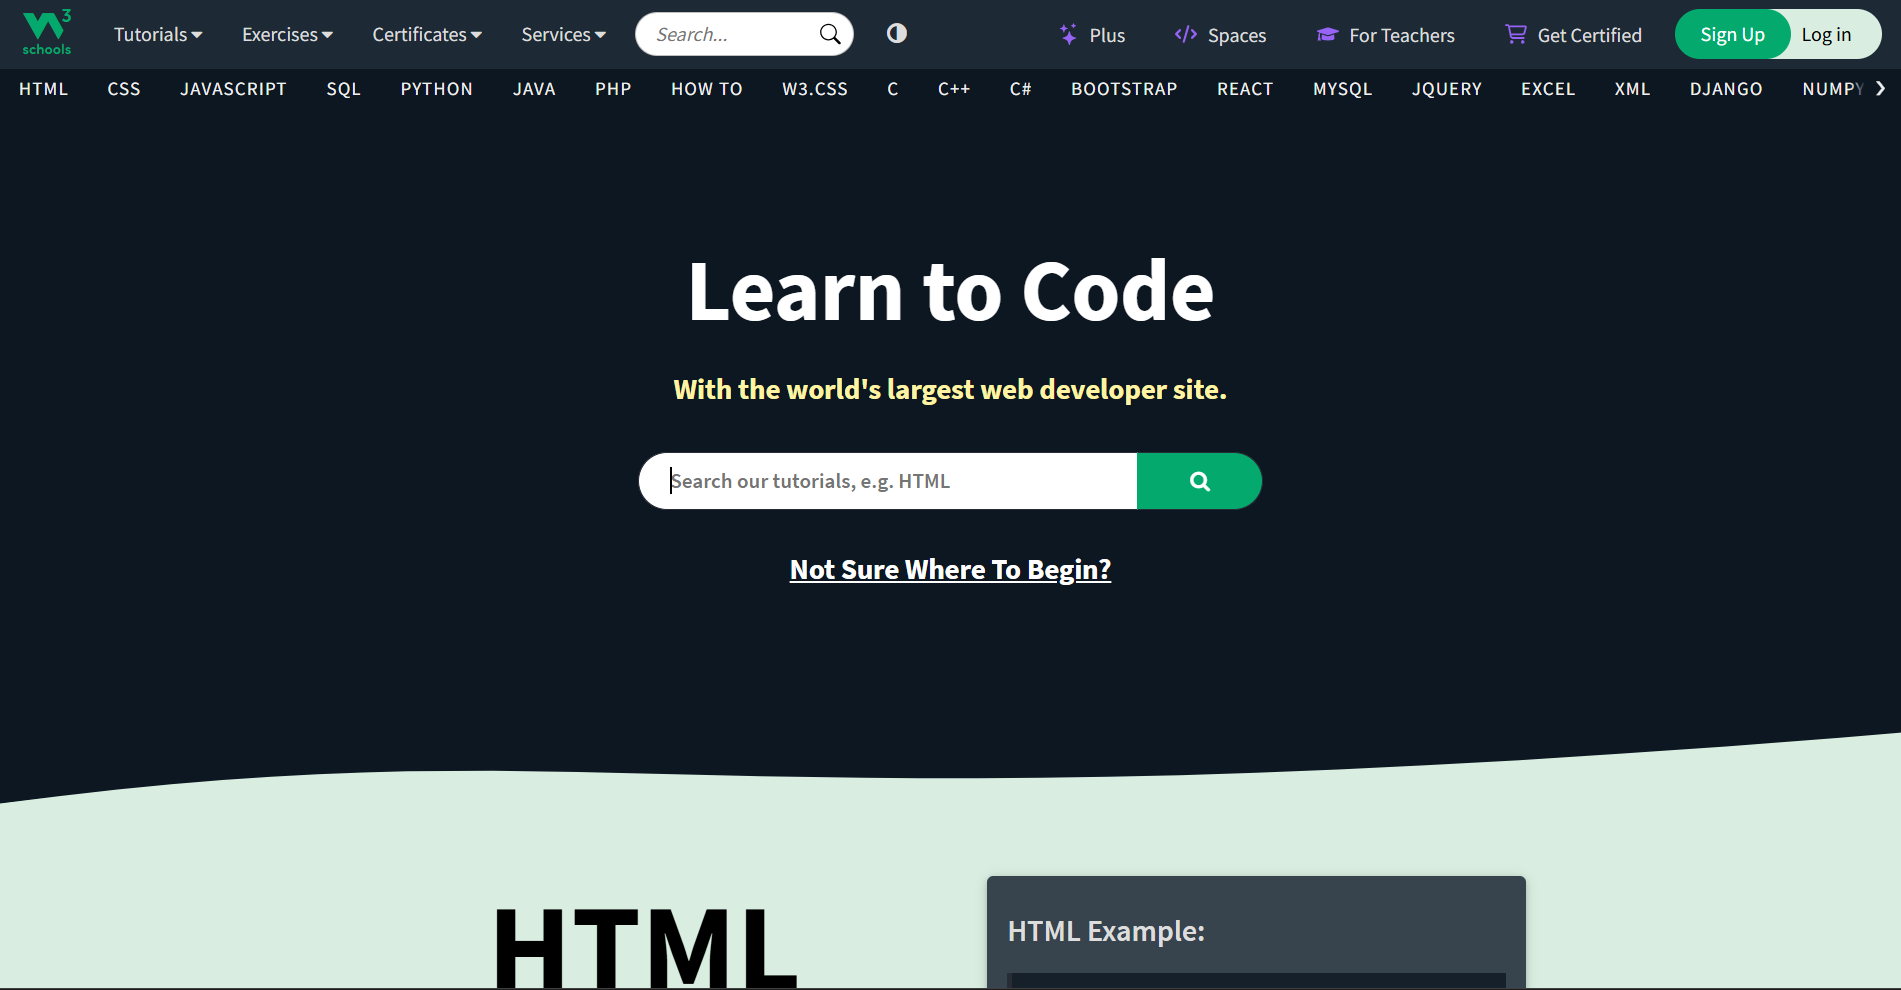 W3 schools
Tutorials Exercises Certificates Services Search... Plus Spaces For Teachers Get Certified Sign Up Log in
HTML CSS JAVASCRIPT SQL PYTHON JAVA PHP HOW TO W3.CSS C C++ C# BOOTSTRAP REACT MYSQL JQUERY EXCEL XML DJANGO NUMPY
Learn to Code
With the world's largest web developer site.
Search our tutorials, e.g. HTML
Not Sure Where To Begin?
HTML
HTML Example: